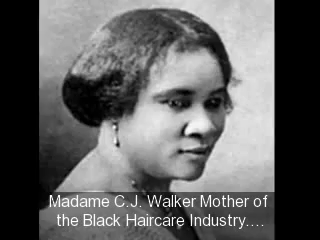 Madame C.J. Walker Mother of
the Black Haircare Industry....